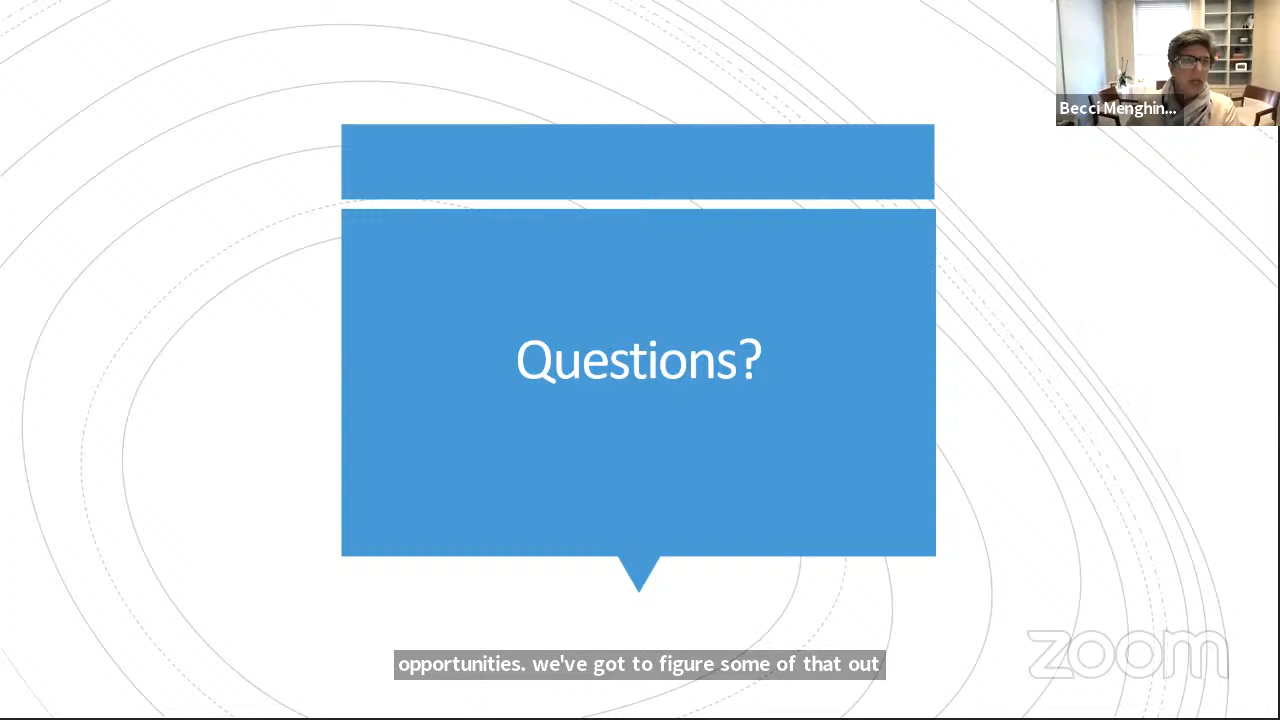 Becci Menghin...
Questions?
opportunities. we've got to figure some of that out
zoom